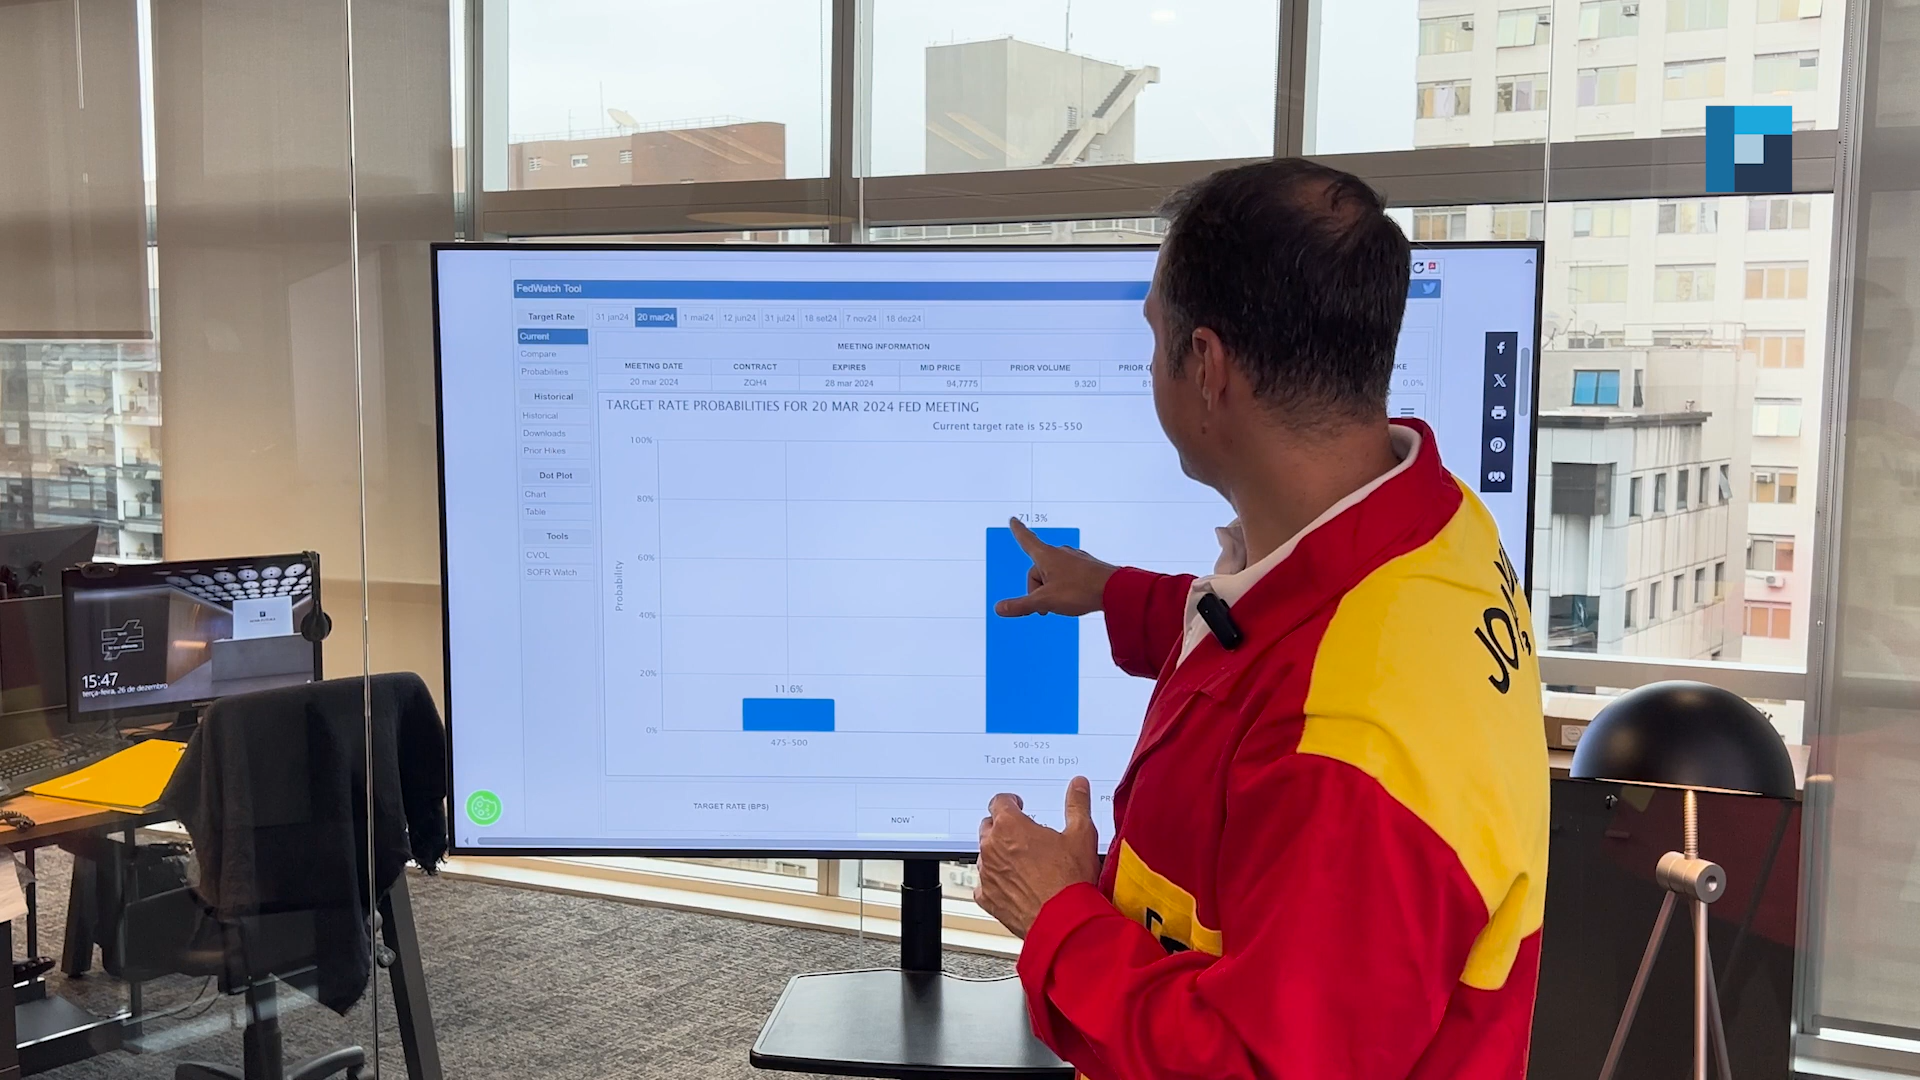 FedWatch Tool
Target Rate
31 jan24 20 mar24 1 mai24 12 jun24 31 jul24 18 set24 7 nov24 18 dez24
Current
Compare
Probabilities
Historical
Historical
Downloads
Prior Hikes
Dot Plot
Chart
Table
Tools
CVOL
SOFR Watch
MEETING INFORMATION
MEETING DATE CONTRACT EXPIRES MID PRICE PRIOR VOLUME PRIOR
20 mar 2024 ZQH4 28 mar 2024 94,7775 9.320 0,0%
TARGET RATE PROBABILITIES FOR 20 MAR 2024 FED MEETING
Current target rate is 525-550
100%
80%
60%
40%
20%
0%
Probability
11.6%
71.3%
475-500
500-525
Target Rate (in bps)
TARGET RATE (BPS)
NOW *
15:47
terça-feira, 26 de dezembro